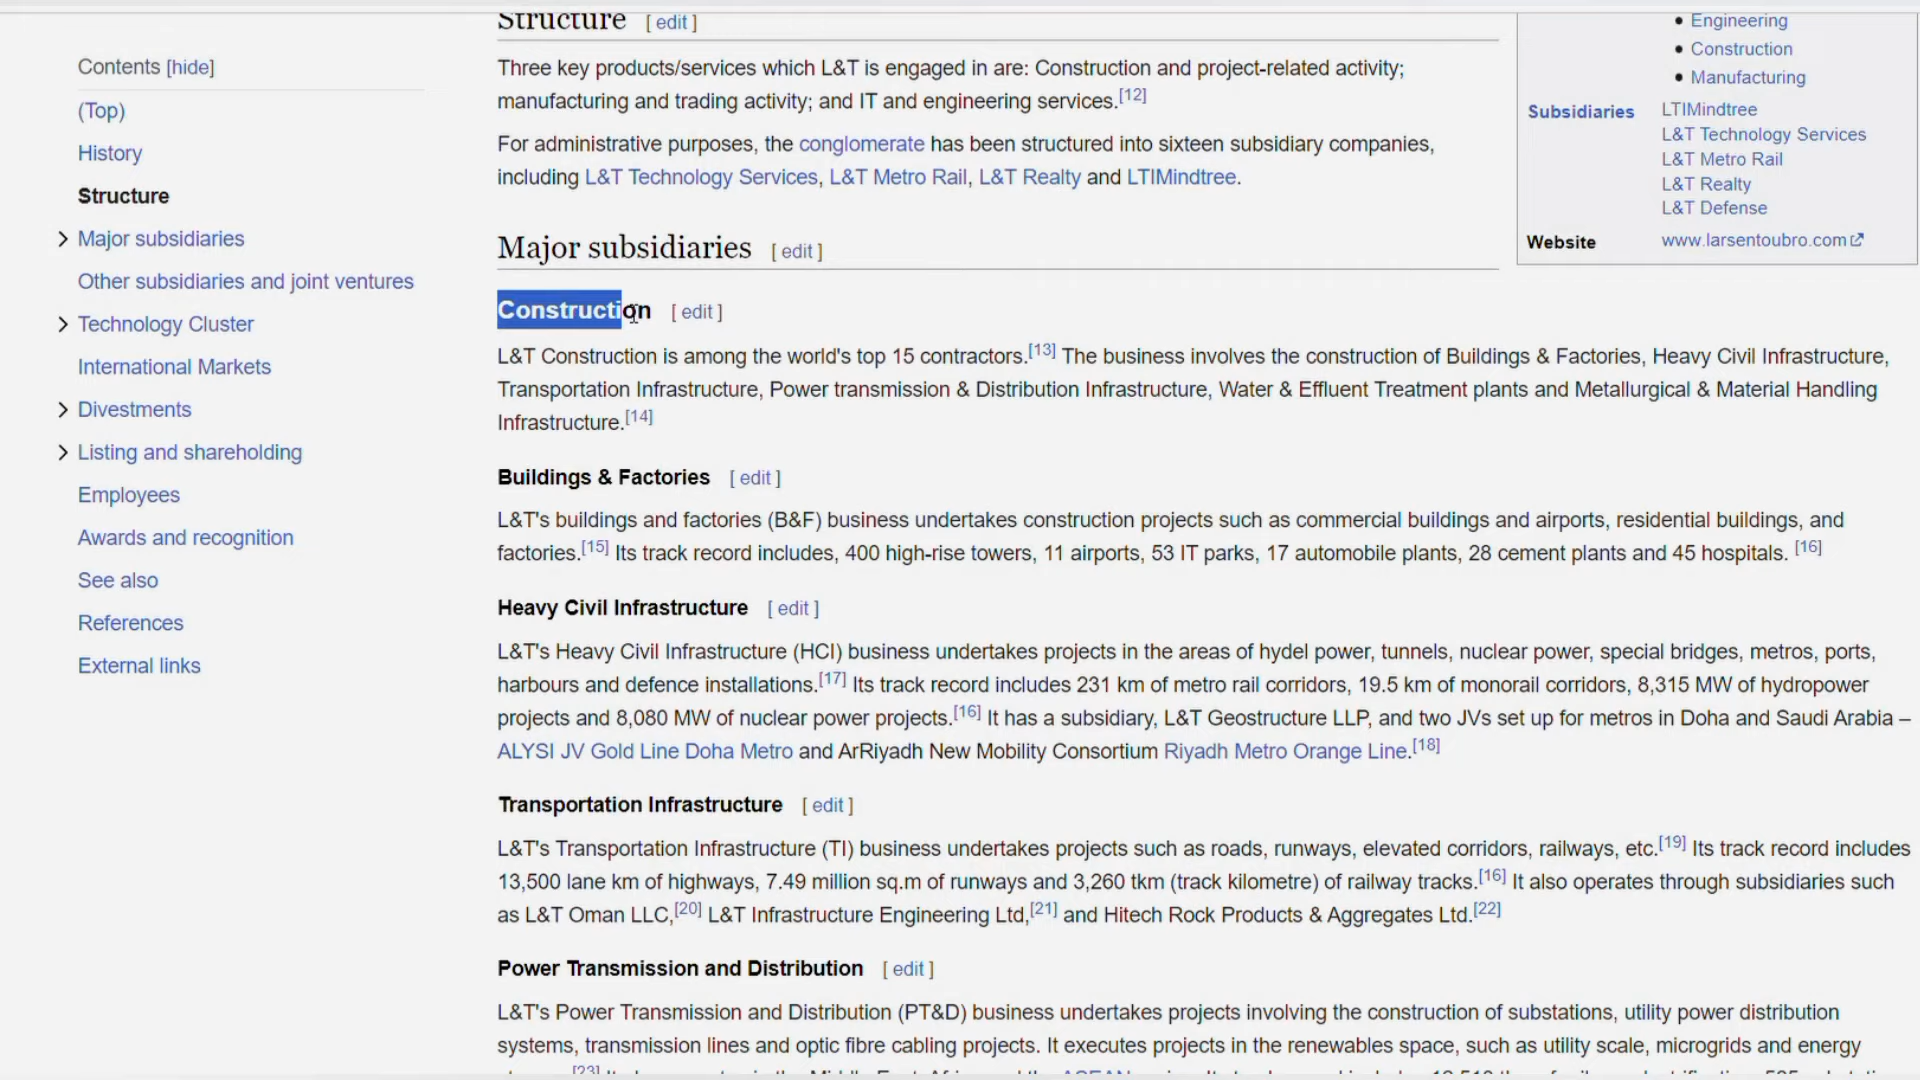 Structure [ edit ]
Three key products/services which L&T is engaged in are: Construction and project-related activity;
manufacturing and trading activity; and IT and engineering services.[12]
For administrative purposes, the conglomerate has been structured into sixteen subsidiary companies,
including L&T Technology Services, L&T Metro Rail, L&T Realty and LTIMindtree.
• Engineering
• Construction
• Manufacturing
Subsidiaries LTIMindtree
L&T Technology Services
L&T Metro Rail
L&T Realty
L&T Defense
Website www.larsentoubro.com
Contents [hide]
(Top)
History
Structure
Major subsidiaries
Other subsidiaries and joint ventures
Technology Cluster
International Markets
Divestments
Listing and shareholding
Employees
Awards and recognition
See also
References
External links
Major subsidiaries [ edit ]
Construction [ edit ]
L&T Construction is among the world's top 15 contractors.[13] The business involves the construction of Buildings & Factories, Heavy Civil Infrastructure,
Transportation Infrastructure, Power transmission & Distribution Infrastructure, Water & Effluent Treatment plants and Metallurgical & Material Handling
Infrastructure.[14]
Buildings & Factories [ edit ]
L&T's buildings and factories (B&F) business undertakes construction projects such as commercial buildings and airports, residential buildings, and
factories.[15] Its track record includes, 400 high-rise towers, 11 airports, 53 IT parks, 17 automobile plants, 28 cement plants and 45 hospitals. [16]
Heavy Civil Infrastructure [ edit ]
L&T's Heavy Civil Infrastructure (HCI) business undertakes projects in the areas of hydel power, tunnels, nuclear power, special bridges, metros, ports,
harbours and defence installations.[17] Its track record includes 231 km of metro rail corridors, 19.5 km of monorail corridors, 8,315 MW of hydropower
projects and 8,080 MW of nuclear power projects.[16] It has a subsidiary, L&T Geostructure LLP, and two JVs set up for metros in Doha and Saudi Arabia –
ALYSI JV Gold Line Doha Metro and ArRiyadh New Mobility Consortium Riyadh Metro Orange Line.[18]
Transportation Infrastructure [ edit ]
L&T's Transportation Infrastructure (TI) business undertakes projects such as roads, runways, elevated corridors, railways, etc.[19] Its track record includes
13,500 lane km of highways, 7.49 million sq.m of runways and 3,260 tkm (track kilometre) of railway tracks.[16] It also operates through subsidiaries such
as L&T Oman LLC,[20] L&T Infrastructure Engineering Ltd,[21] and Hitech Rock Products & Aggregates Ltd.[22]
Power Transmission and Distribution [ edit ]
L&T's Power Transmission and Distribution (PT&D) business undertakes projects involving the construction of substations, utility power distribution
systems, transmission lines and optic fibre cabling projects. It executes projects in the renewables space, such as utility scale, microgrids and energy
[23]